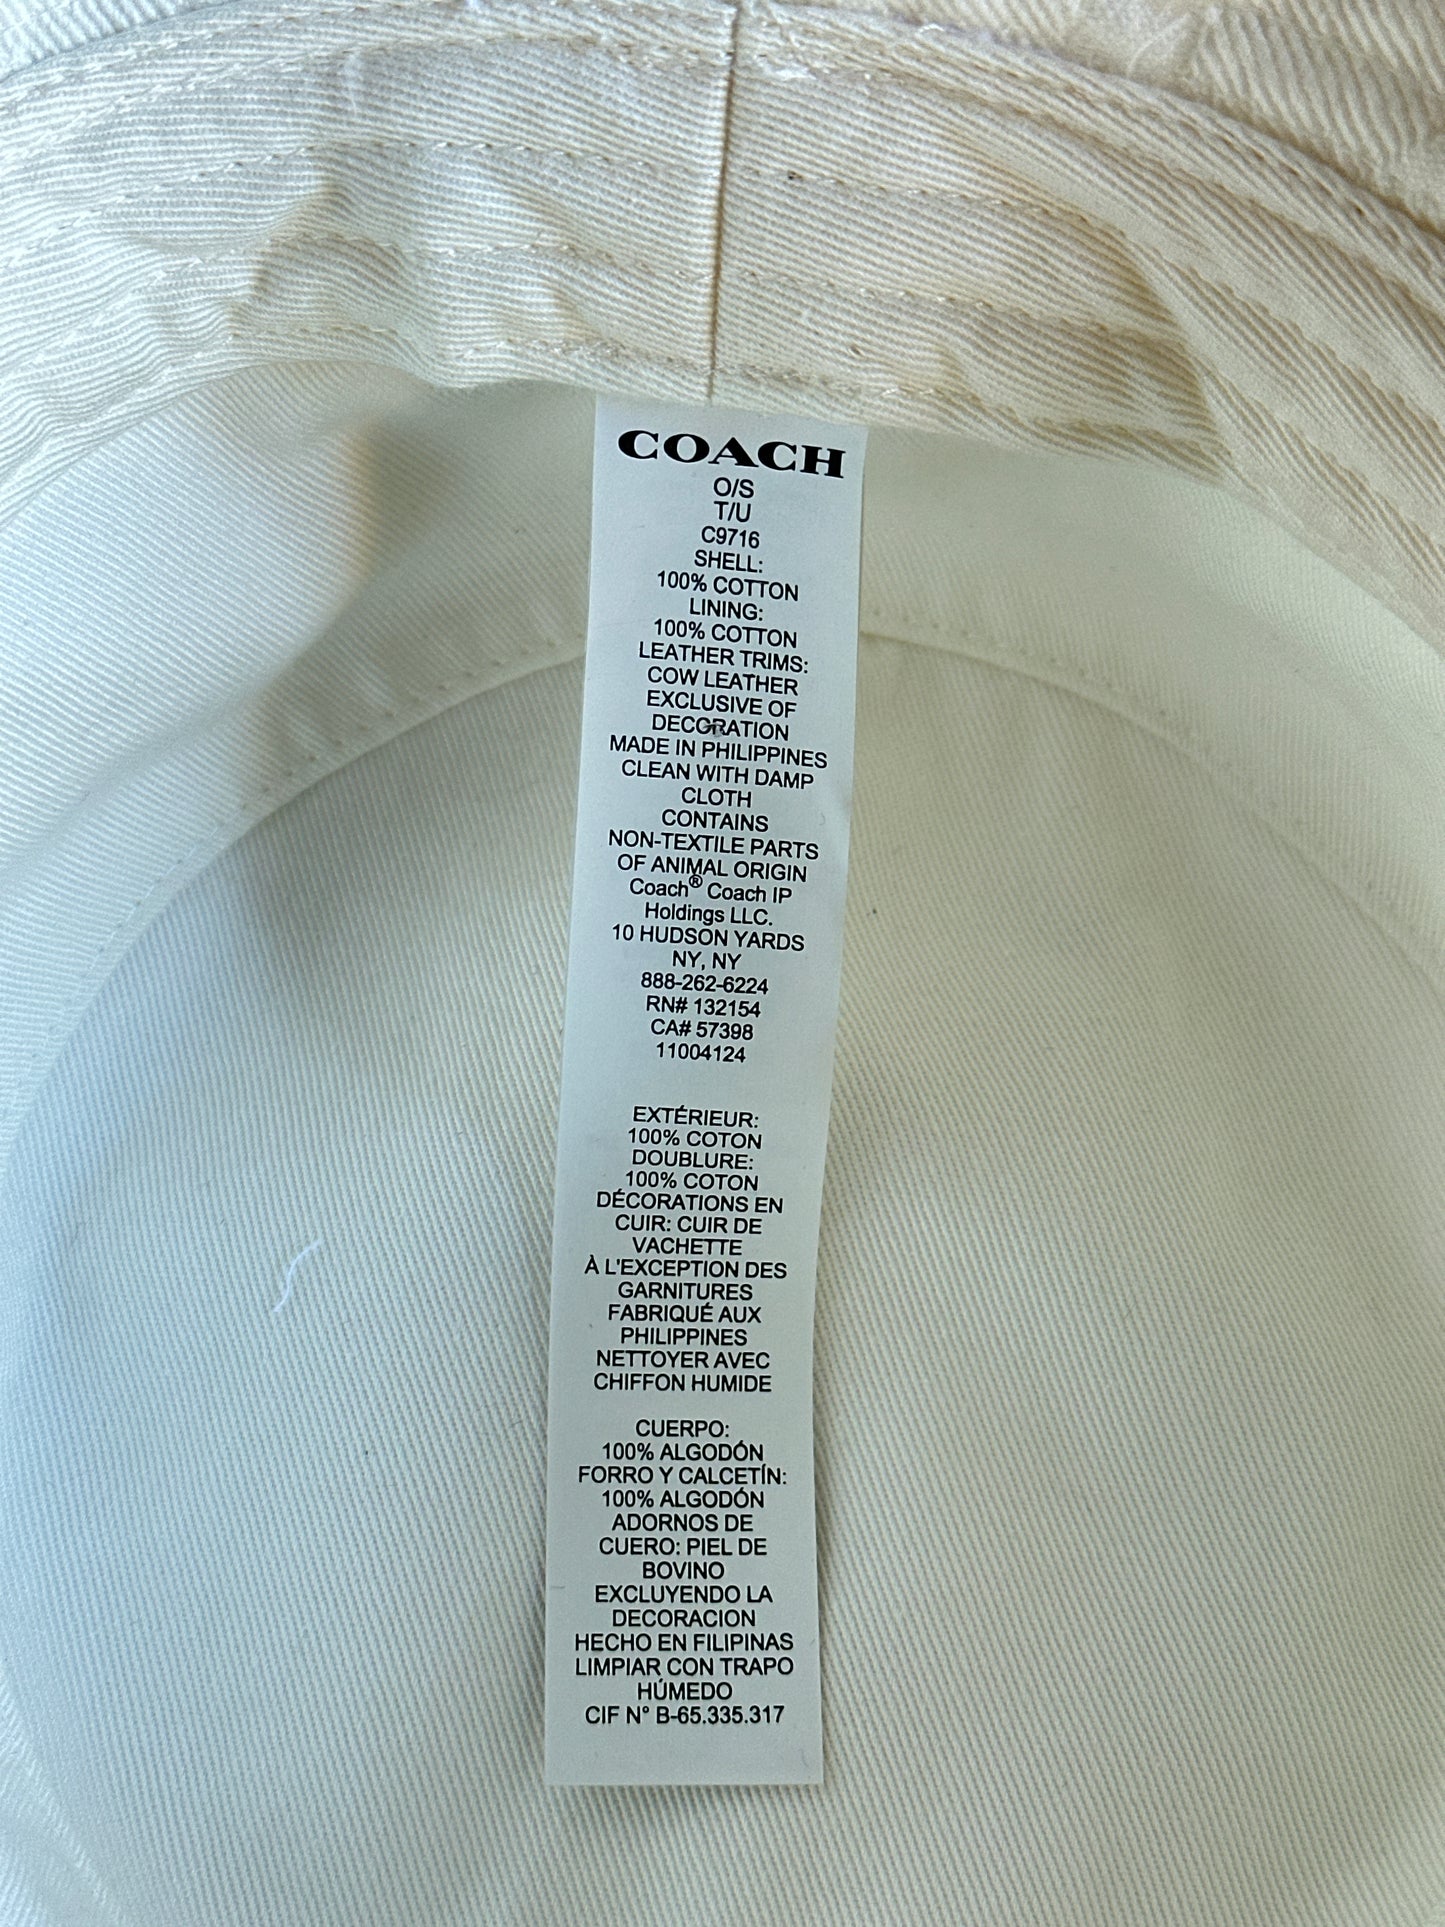 COACH
O/S
T/U
C9716
SHELL:
100% COTTON
LINING:
100% COTTON
LEATHER TRIMS:
COW LEATHER
EXCLUSIVE OF
DECORATION
MADE IN PHILIPPINES
CLEAN WITH DAMP
CLOTH
CONTAINS
NON-TEXTILE PARTS
OF ANIMAL ORIGIN
Coach® Coach IP
Holdings LLC.
10 HUDSON YARDS
NY, NY
888-262-6224
RN# 132154
CA# 57398
11004124
EXTÉRIEUR:
100% COTON
DOUBLURE:
100% COTON
DÉCORATIONS EN
CUIR: CUIR DE
VACHETTE
À L'EXCEPTION DES
GARNITURES
FABRIQUÉ AUX
PHILIPPINES
NETTOYER AVEC
CHIFFON HUMIDE
CUERPO:
100% ALGODÓN
FORRO Y CALCETÍN:
100% ALGODÓN
ADORNOS DE
CUERO: PIEL DE
BOVINO
EXCLUYENDO LA
DECORACION
HECHO EN FILIPINAS
LIMPIAR CON TRAPO
HÚMEDO
CIF N° B-65.335.317